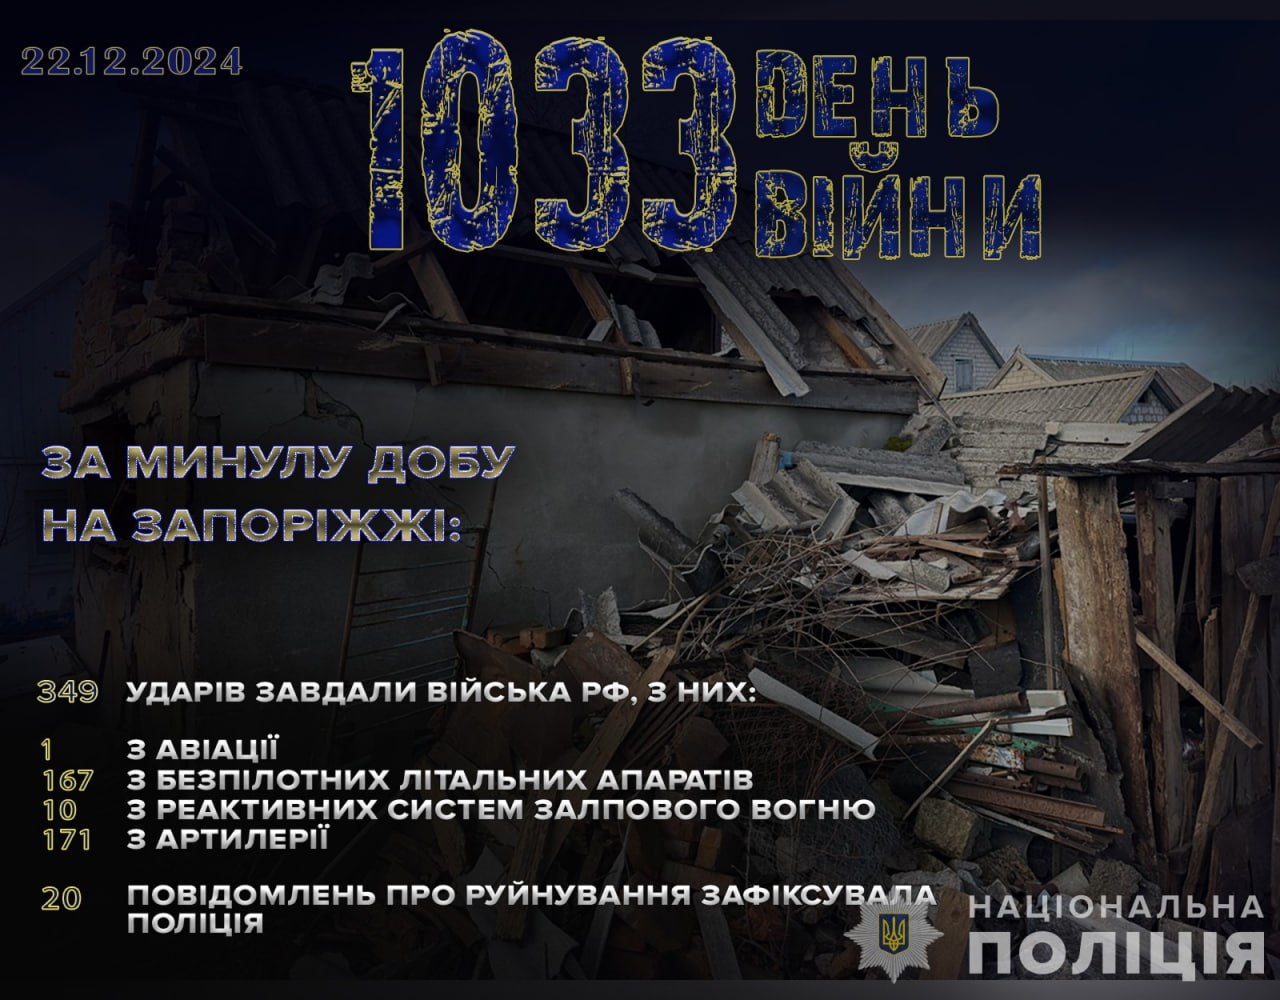 22.12.2024
1033 ДЕНЬ
ВІЙНИ
ЗА МИНУЛУ ДОБУ
НА ЗАПОРІЖЖІ:
349 УДАРІВ ЗАВДАЛИ ВІЙСЬКА РФ, З НИХ:
1 З АВІАЦІЇ
167 З БЕЗПІЛОТНИХ ЛІТАЛЬНИХ АПАРАТІВ
10 З РЕАКТИВНИХ СИСТЕМ ЗАЛПОВОГО ВОГНЮ
171 З АРТИЛЕРІЇ
20 ПОВІДОМЛЕНЬ ПРО РУЙНУВАННЯ ЗАФІКСУВАЛА
ПОЛІЦІЯ
НАЦІОНАЛЬНА
ПОЛІЦІЯ